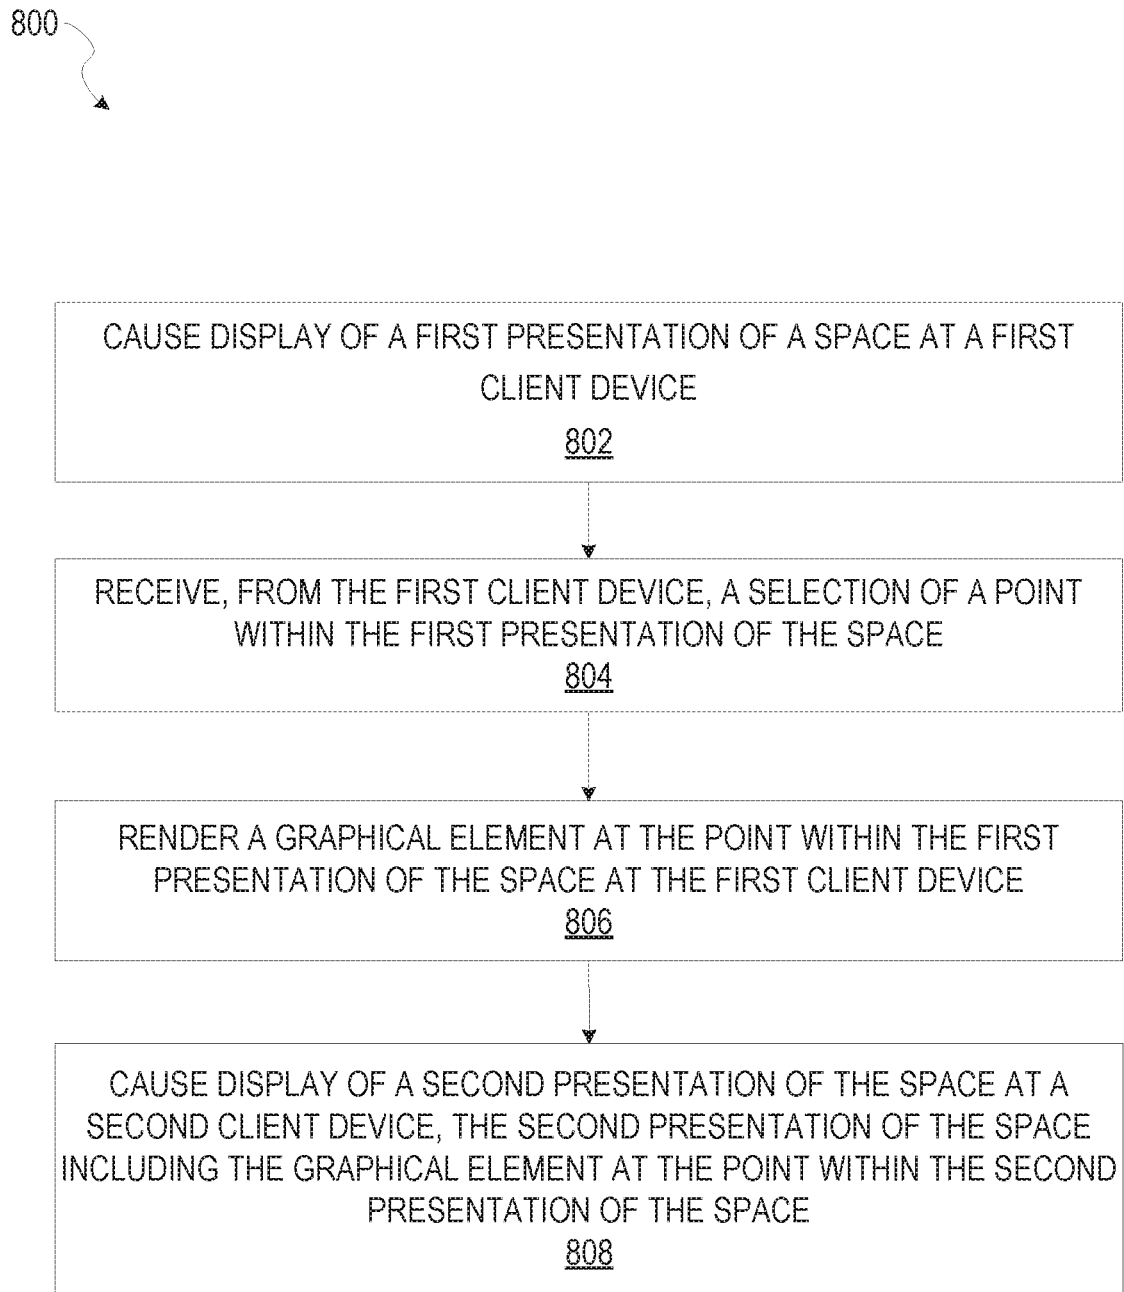 800
CAUSE DISPLAY OF A FIRST PRESENTATION OF A SPACE AT A FIRST
CLIENT DEVICE
802
RECEIVE, FROM THE FIRST CLIENT DEVICE, A SELECTION OF A POINT
WITHIN THE FIRST PRESENTATION OF THE SPACE
804
RENDER A GRAPHICAL ELEMENT AT THE POINT WITHIN THE FIRST
PRESENTATION OF THE SPACE AT THE FIRST CLIENT DEVICE
806
CAUSE DISPLAY OF A SECOND PRESENTATION OF THE SPACE AT A
SECOND CLIENT DEVICE, THE SECOND PRESENTATION OF THE SPACE
INCLUDING THE GRAPHICAL ELEMENT AT THE POINT WITHIN THE SECOND
PRESENTATION OF THE SPACE
808